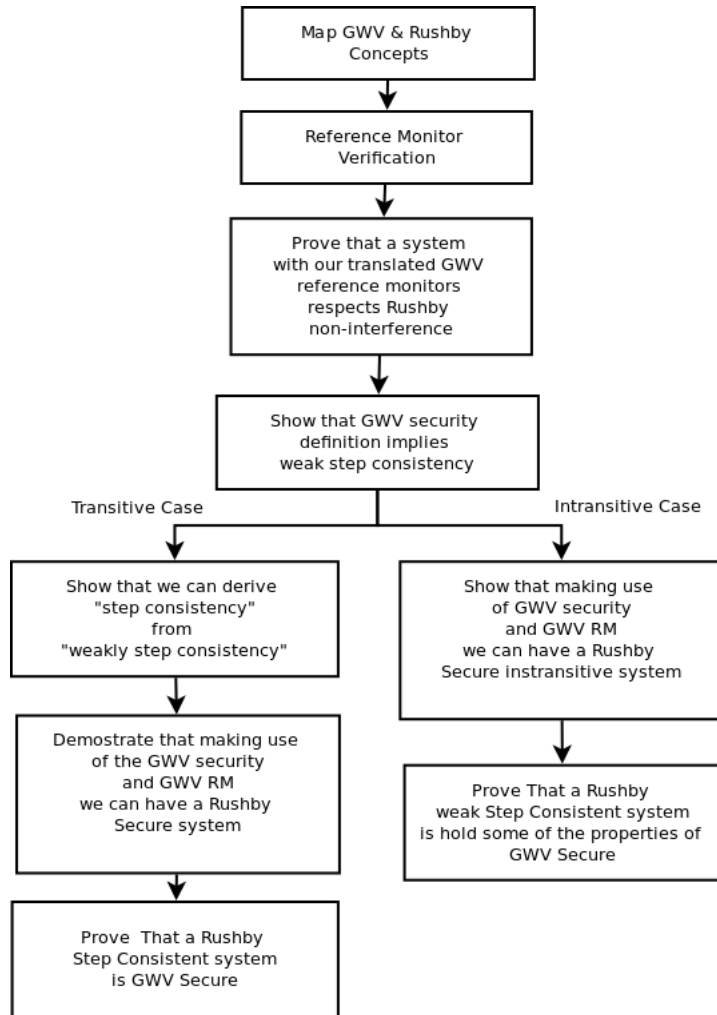 Map GWV & Rushby
Concepts
Reference Monitor
Verification
Prove that a system
with our translated GWV
reference monitors
respects Rushby
non-interference
Show that GWV security
definition implies
weak step consistency
Transitive Case
Intransitive Case
Show that we can derive
"step consistency"
from
"weakly step consistency"
Show that making use
of GWV security
and GWV RM
we can have a Rushby
Secure instransitive system
Demostrate that making use
of the GWV security
and GWV RM
we can have a Rushby
Secure system
Prove That a Rushby
weak Step Consistent system
is hold some of the properties of
GWV Secure
Prove That a Rushby
Step Consistent system
is GWV Secure